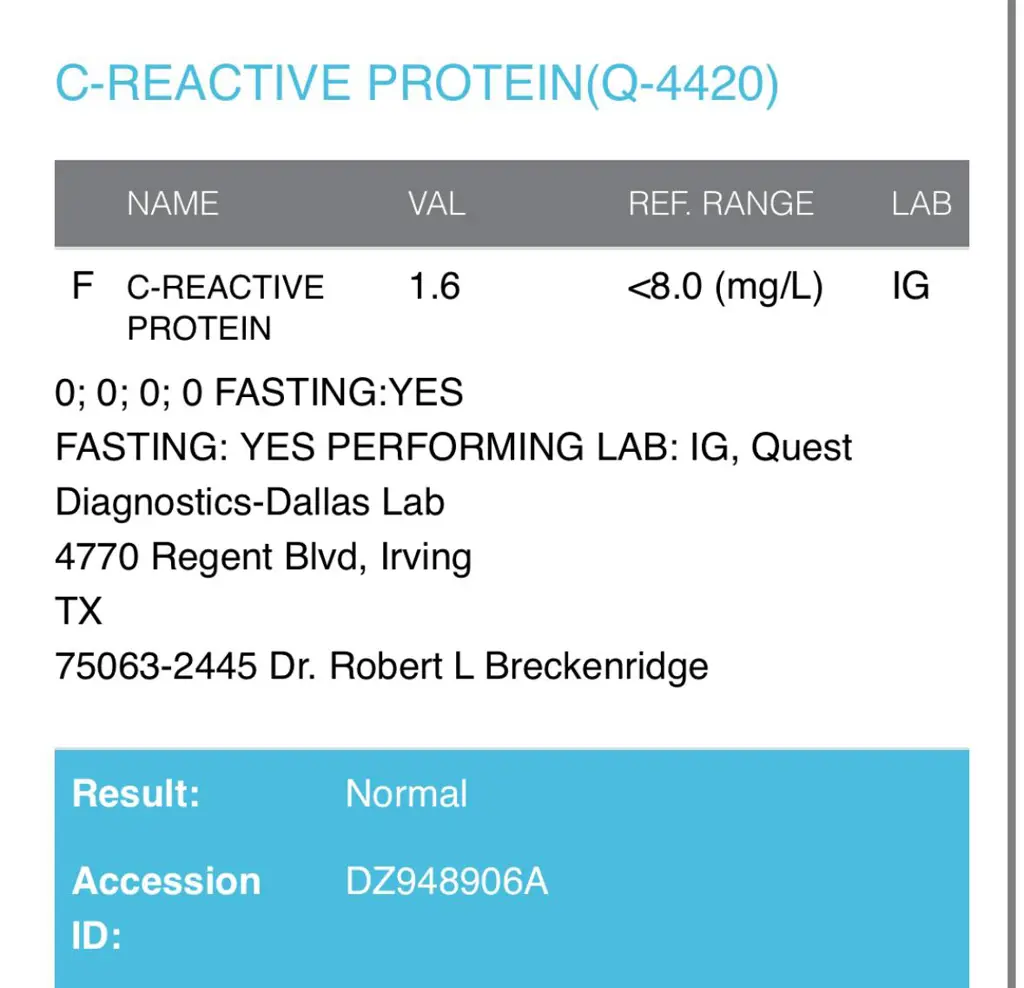 C-REACTIVE PROTEIN(Q-4420)
NAME VAL REF. RANGE LAB
F C-REACTIVE 1.6 <8.0 (mg/L) IG
PROTEIN
0; 0; 0; 0 FASTING:YES
FASTING: YES PERFORMING LAB: IG, Quest
Diagnostics-Dallas Lab
4770 Regent Blvd, Irving
TX
75063-2445 Dr. Robert L Breckenridge
Result: Normal
Accession DZ948906A
ID: